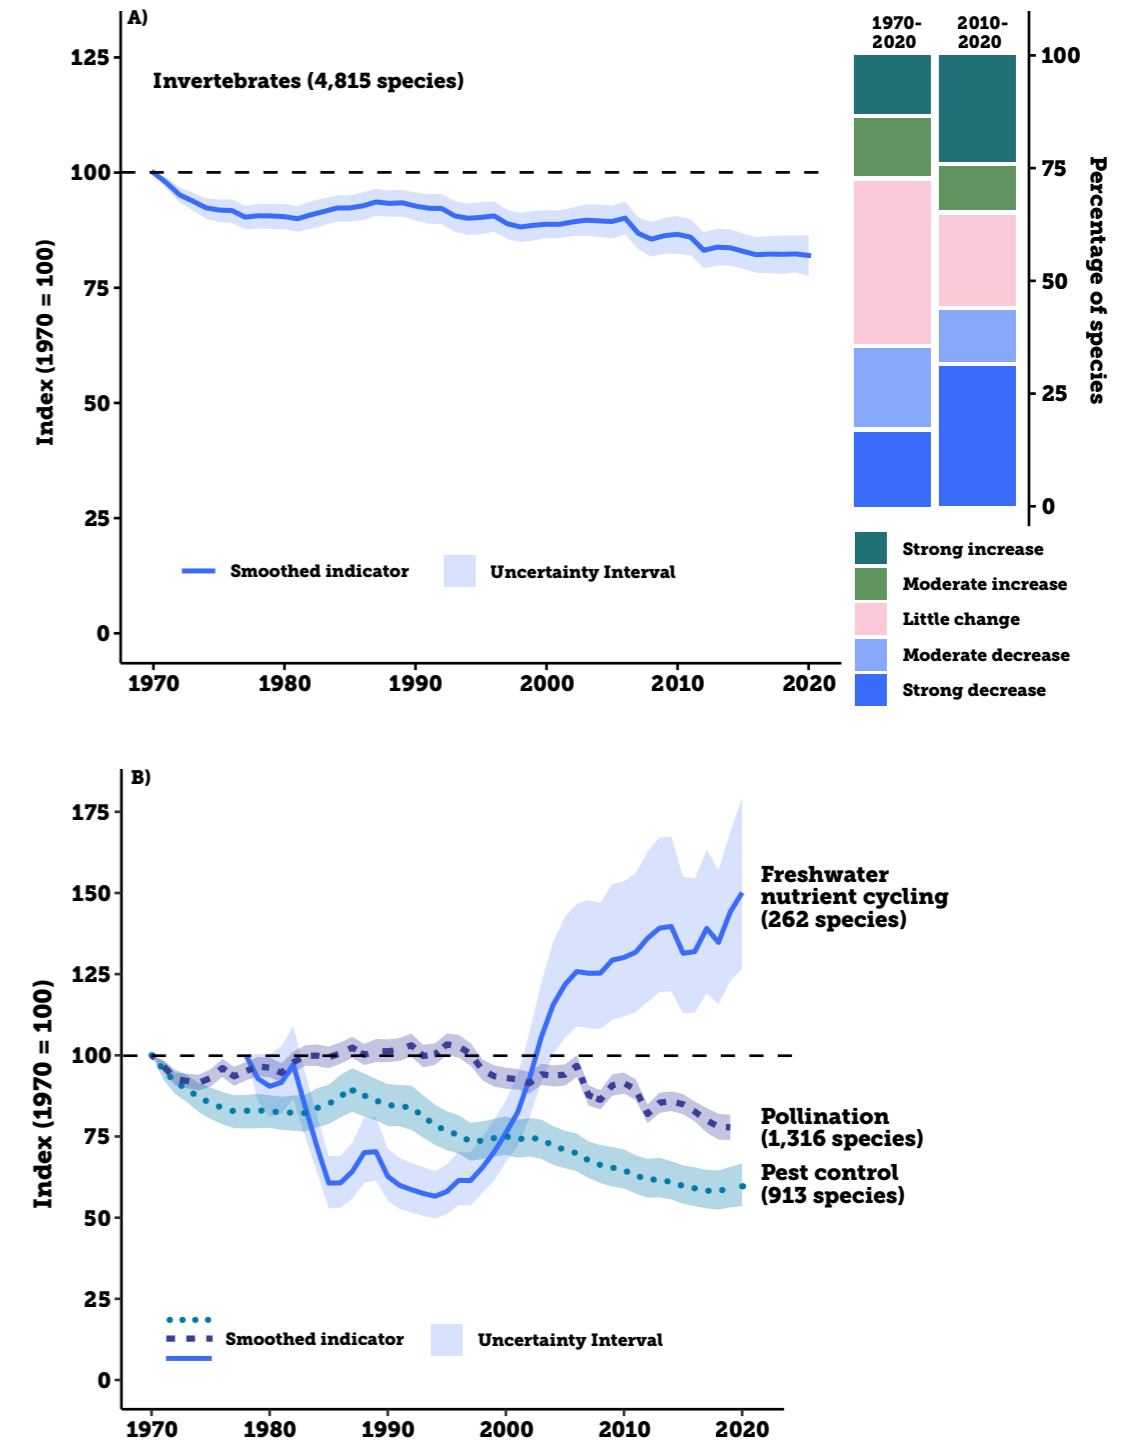 A)
Invertebrates (4,815 species)
125
100
75
50
25
0
Index (1970 = 100)
1970 1980 1990 2000 2010 2020
Smoothed indicator
Uncertainty Interval
1970-
2020
2010-
2020
100
75
50
25
0
Percentage of species
Strong increase
Moderate increase
Little change
Moderate decrease
Strong decrease
B)
175
150
125
100
75
50
25
0
Index (1970 = 100)
Freshwater
nutrient cycling
(262 species)
Pollination
(1,316 species)
Pest control
(913 species)
Smoothed indicator
Uncertainty Interval
1970 1980 1990 2000 2010 2020